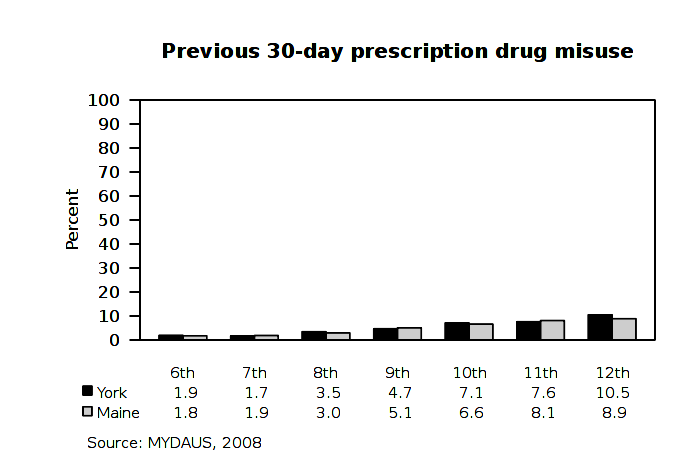 Previous 30-day prescription drug misuse
100
90
80
70
60
50
40
30
20
10
0
Percent
6th 7th 8th 9th 10th 11th 12th
York 1.9 1.7 3.5 4.7 7.1 7.6 10.5
Maine 1.8 1.9 3.0 5.1 6.6 8.1 8.9
Source: MYDAUS, 2008